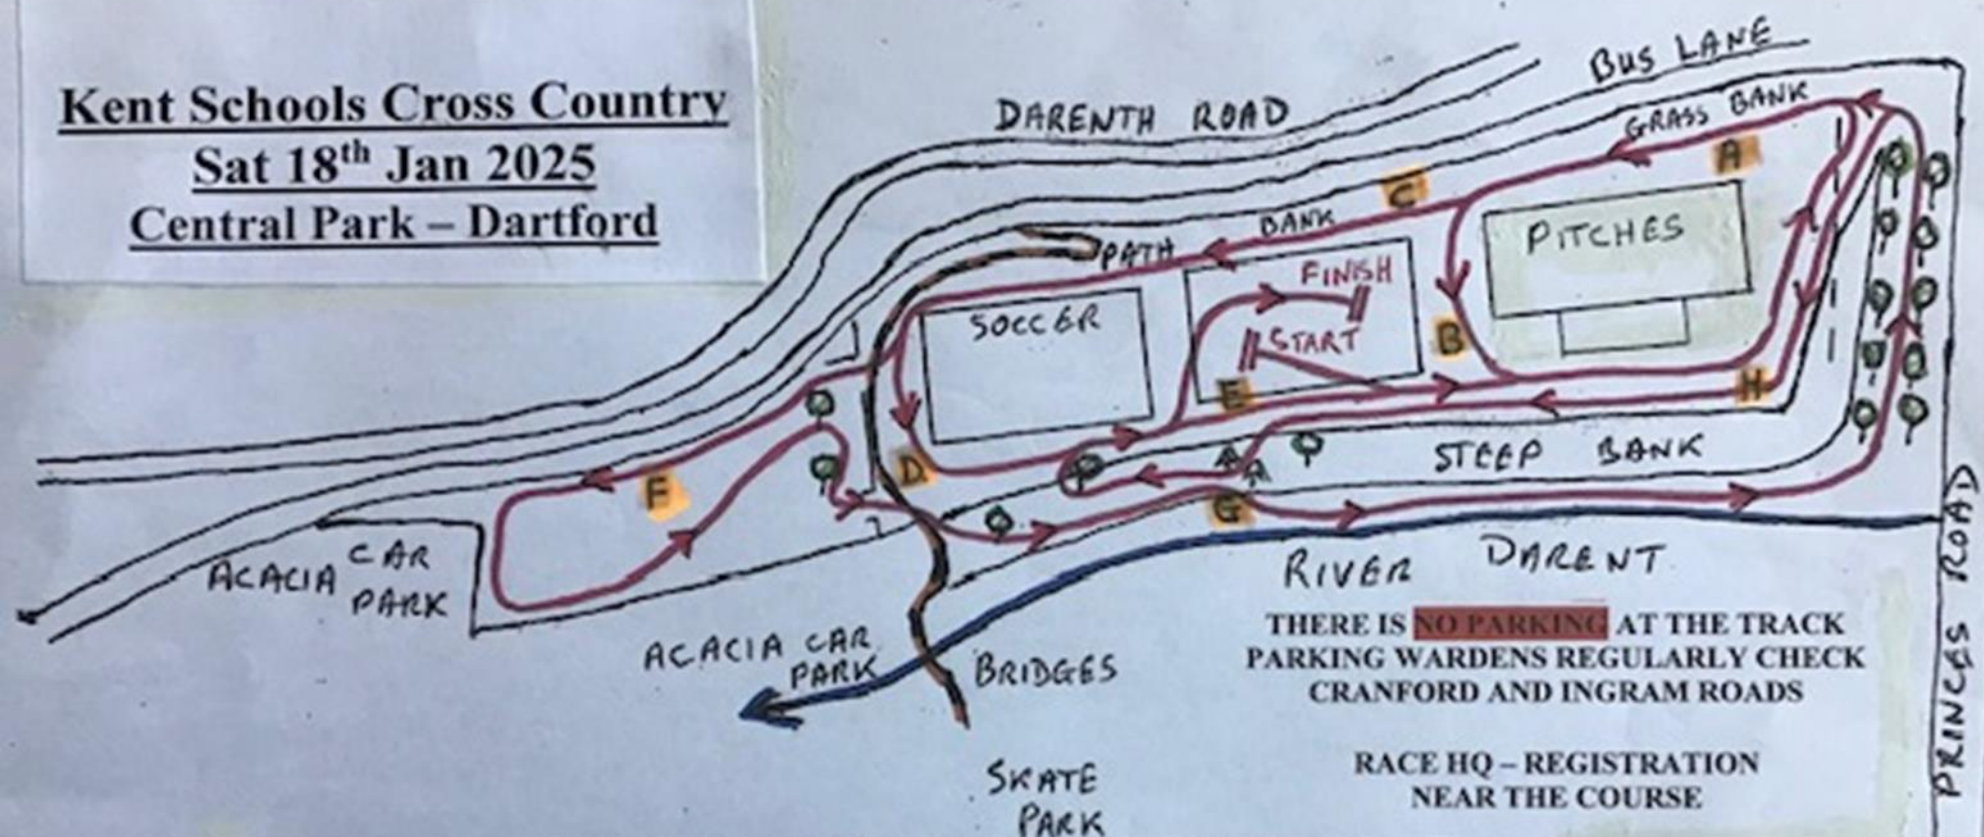 Kent Schools Cross Country
Sat 18th Jan 2025
Central Park – Dartford
DARENTH ROAD
BUS LANE
GRASS BANK
A
C
BANK
PATH
PITCHES
FINISH
START
SOCCER
B
E
H
D
F
G
STEEP BANK
ACACIA CAR
PARK
RIVER DARENT
ACACIA CAR
PARK
BRIDGES
SKATE
PARK
PRINCES ROAD
THERE IS NO PARKING AT THE TRACK
PARKING WARDENS REGULARLY CHECK
CRANFORD AND INGRAM ROADS
RACE HQ – REGISTRATION
NEAR THE COURSE